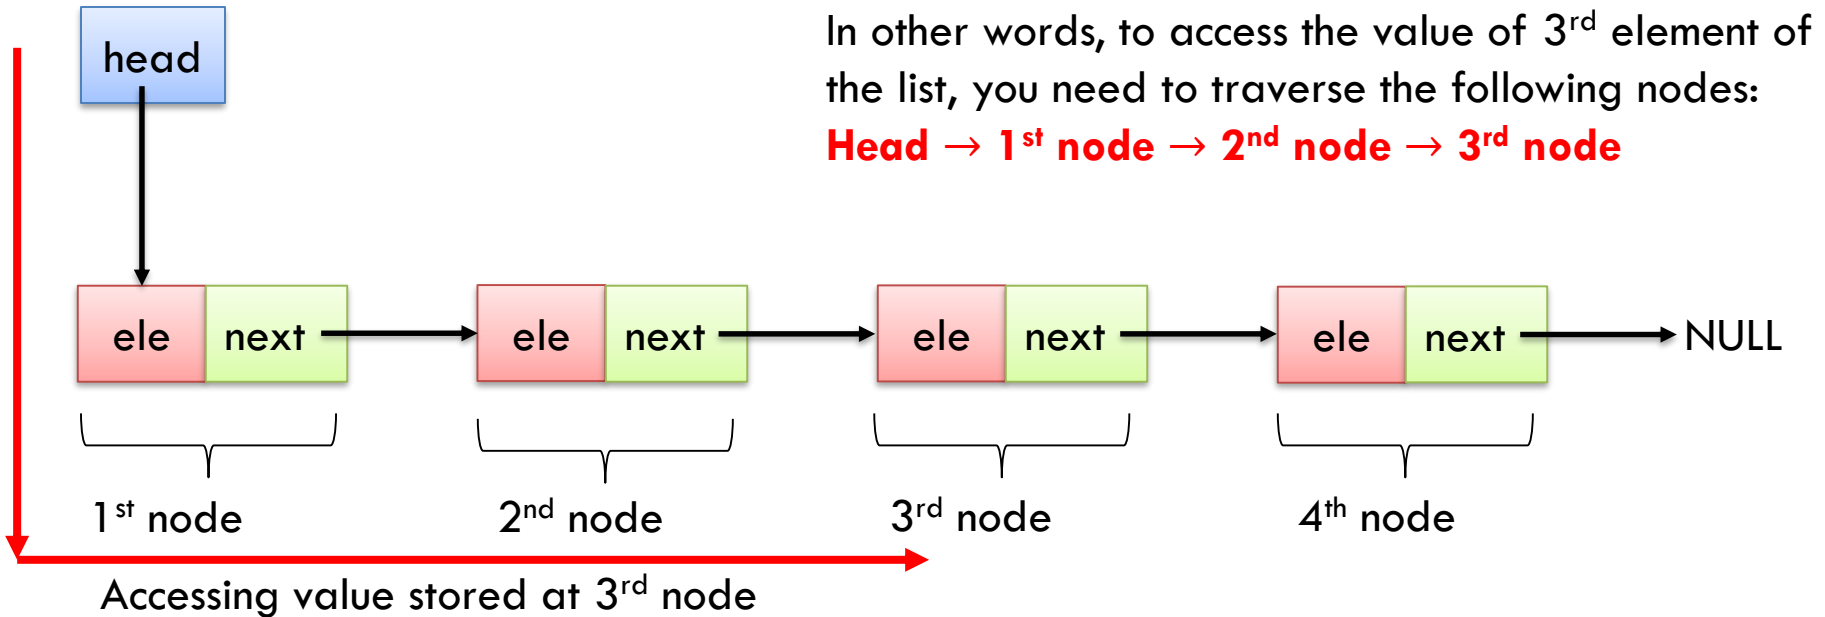 head
In other words, to access the value of 3rd element of
the list, you need to traverse the following nodes:
Head → 1st node → 2nd node → 3rd node
ele next ele next ele next ele next NULL
1st node 2nd node 3rd node 4th node
Accessing value stored at 3rd node